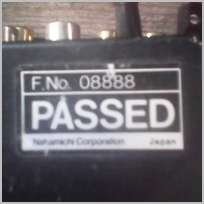 F.No. 08888
PASSED
Nakamichi Corporation Japan